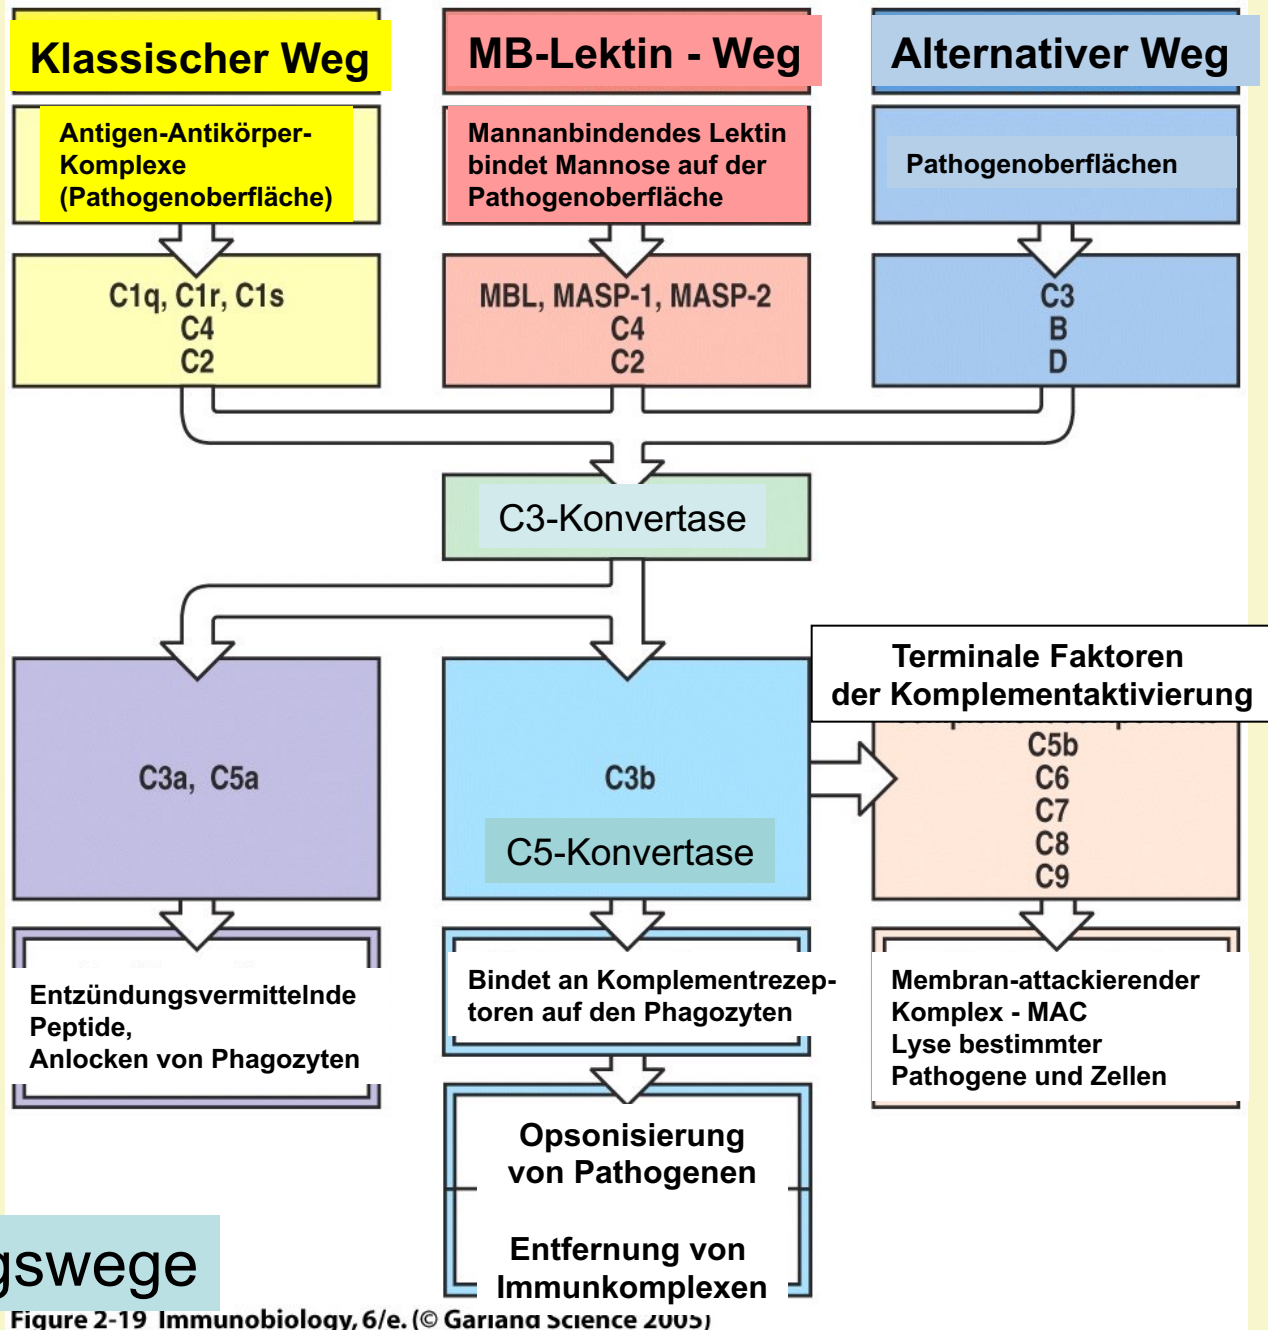 Klassischer Weg
MB-Lektin - Weg
Alternativer Weg
Antigen-Antikörper-
Komplexe
(Pathogenoberfläche)
Mannanbindendes Lektin
bindet Mannose auf der
Pathogenoberfläche
Pathogenoberflächen
C1q, C1r, C1s
C4
C2
MBL, MASP-1, MASP-2
C4
C2
C3
B
D
C3-Konvertase
C3a, C5a
C3b
C5-Konvertase
Terminale Faktoren
der Komplementaktivierung
C5b
C6
C7
C8
C9
Entzündungsvermittelnde
Peptide,
Anlocken von Phagozyten
Bindet an Komplementrezep-
toren auf den Phagozyten
Membran-attackierender
Komplex - MAC
Lyse bestimmter
Pathogene und Zellen
Opsonisierung
von Pathogenen
Entfernung von
Immunkomplexen
gswege
Figure 2-19 Immunobiology, 6/e. (© Garland Science 2005)